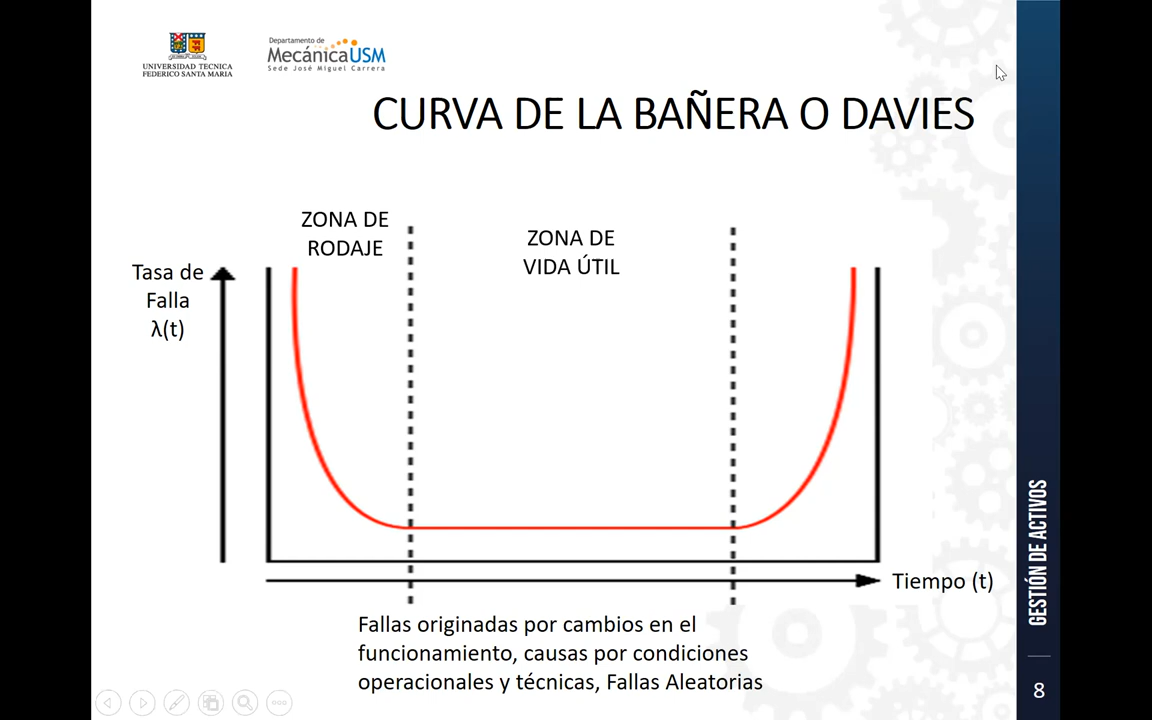 UNIVERSIDAD TECNICA
FEDERICO SANTA MARIA
Departamento de
MecánicaUSM
Sede José Miguel Carrera
CURVA DE LA BAÑERA O DAVIES
ZONA DE
RODAJE
ZONA DE
VIDA ÚTIL
Tasa de
Falla
λ(t)
Tiempo (t)
Fallas originadas por cambios en el
funcionamiento, causas por condiciones
operacionales y técnicas, Fallas Aleatorias
GESTIÓN DE ACTIVOS
8